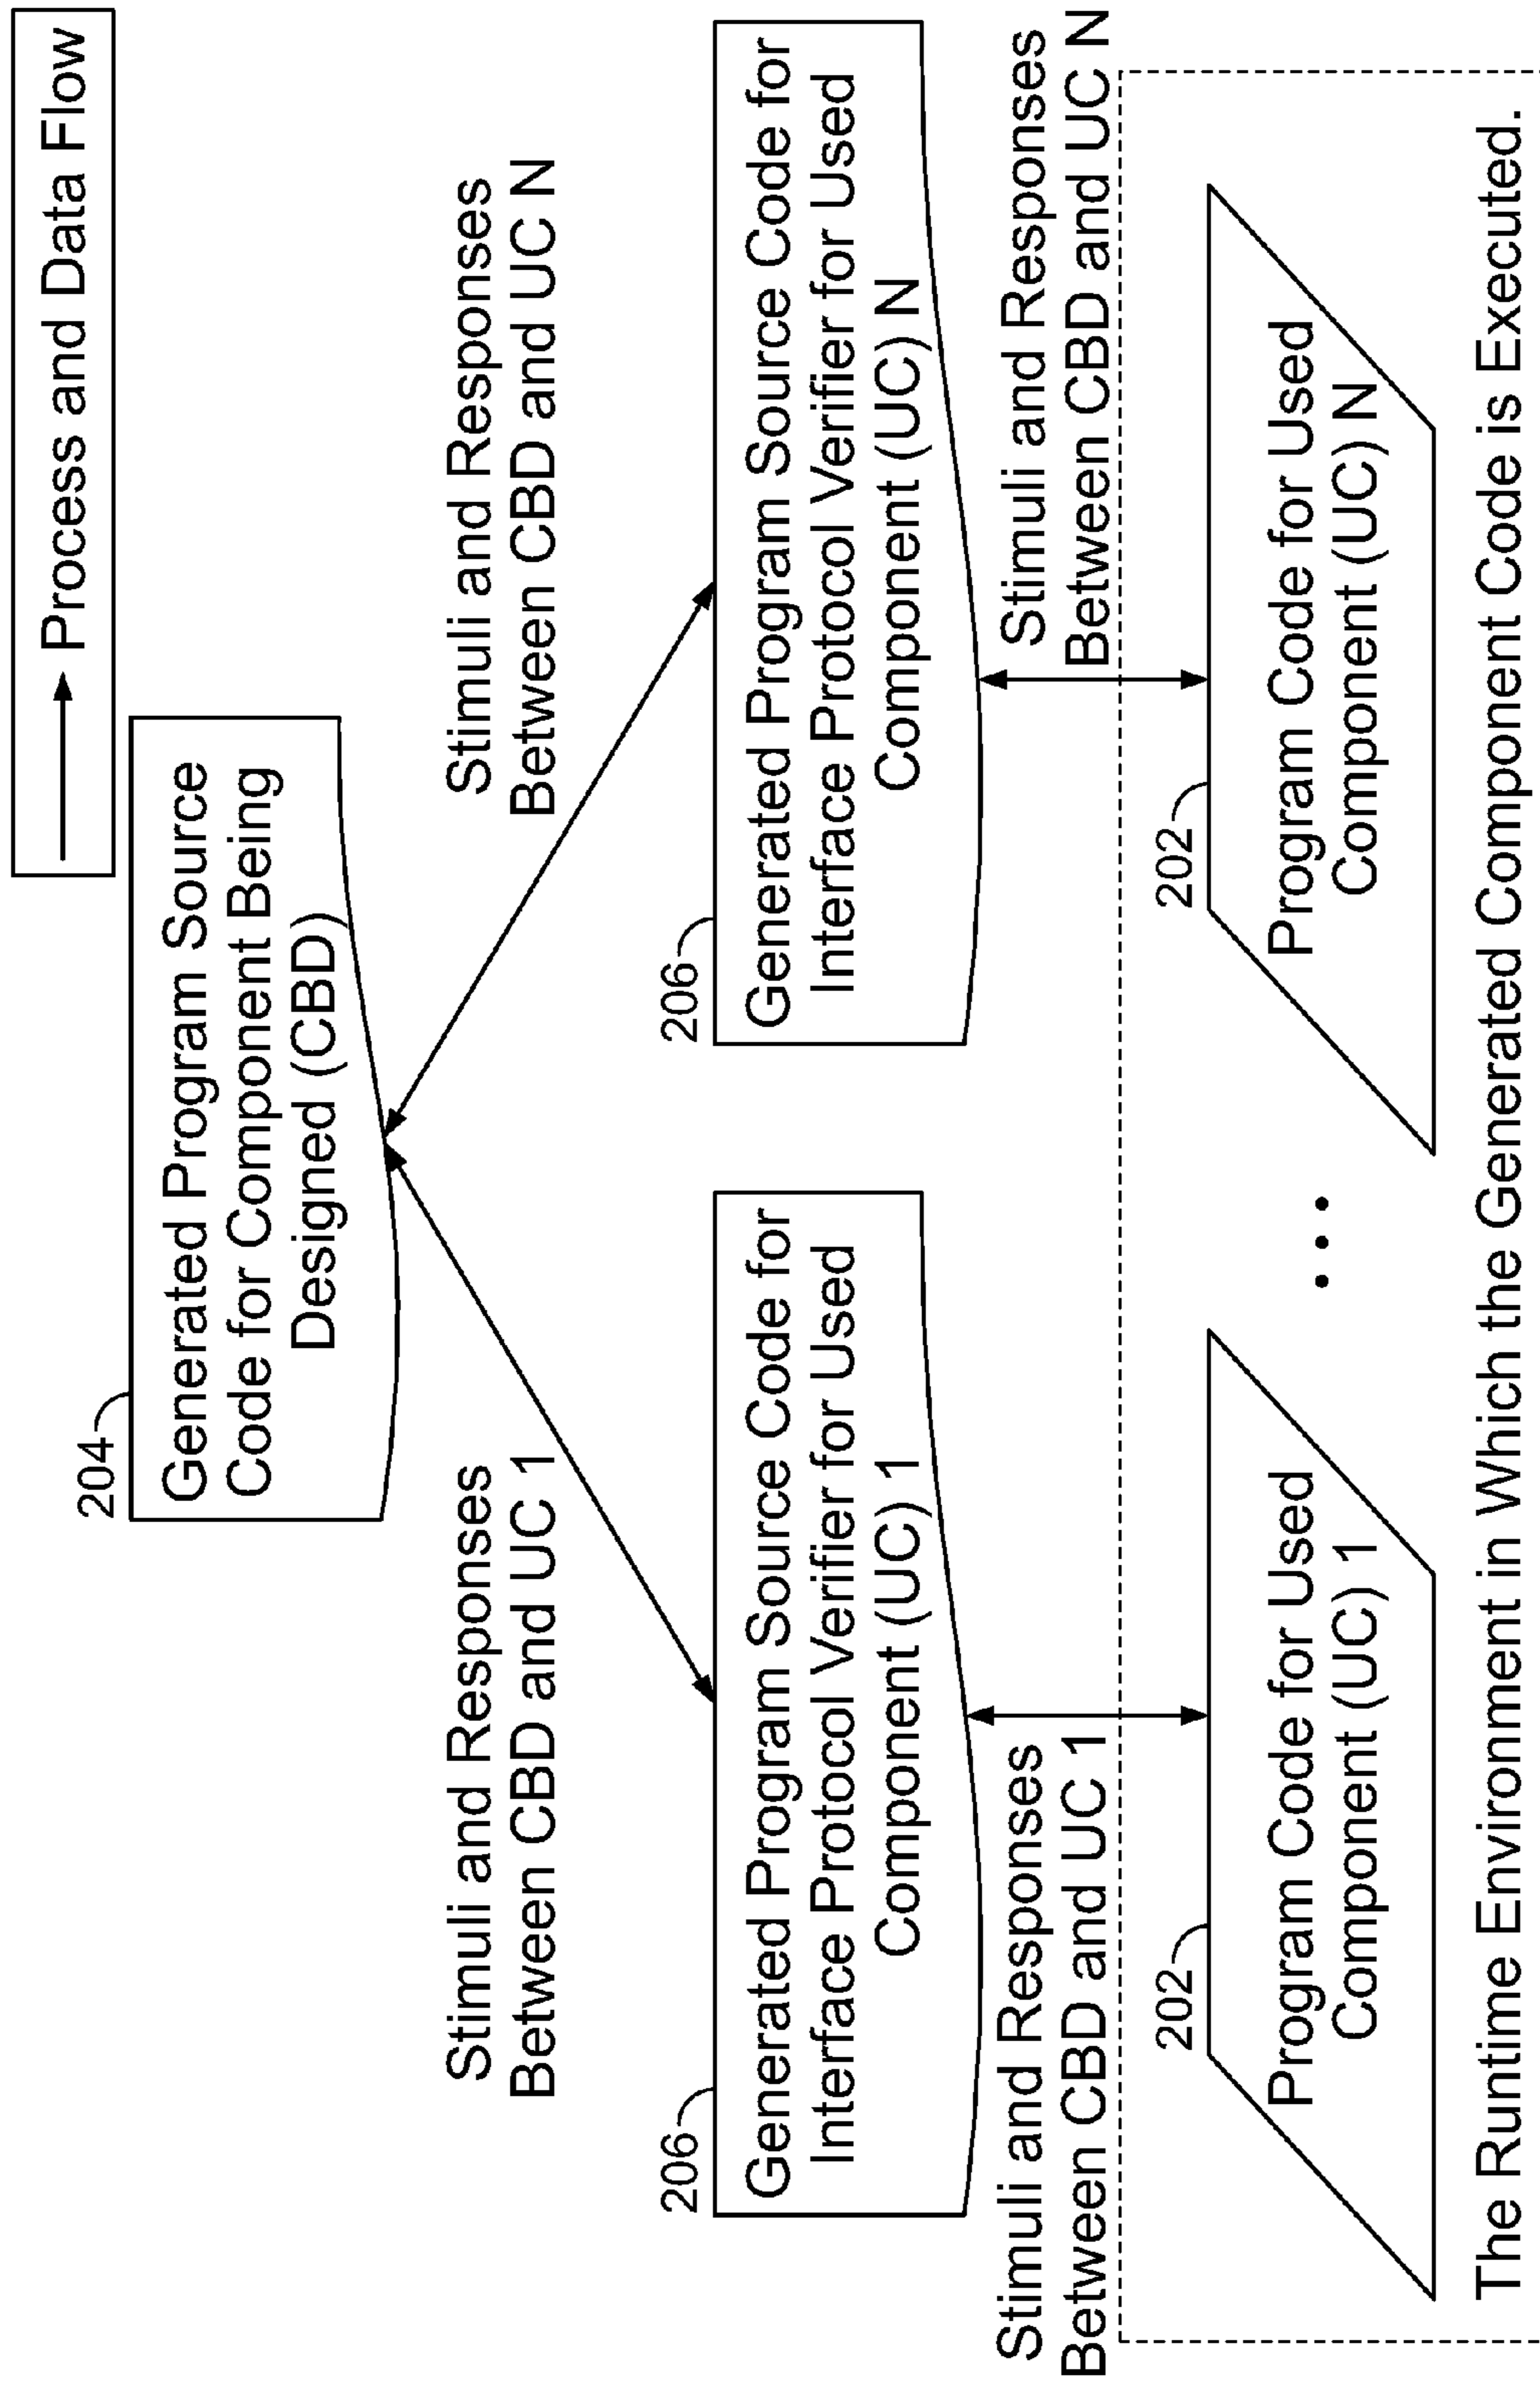 Process and Data Flow
204
Generated Program Source
Code for Component Being
Designed (CBD)
Stimuli and Responses
Between CBD and UC 1
Stimuli and Responses
Between CBD and UC N
206
Generated Program Source Code for
Interface Protocol Verifier for Used
Component (UC) 1
206
Generated Program Source Code for
Interface Protocol Verifier for Used
Component (UC) N
Stimuli and Responses
Between CBD and UC 1
Stimuli and Responses
Between CBD and UC N
202
Program Code for Used
Component (UC) 1
...
202
Program Code for Used
Component (UC) N
The Runtime Environment in Which the Generated Component Code is Executed.